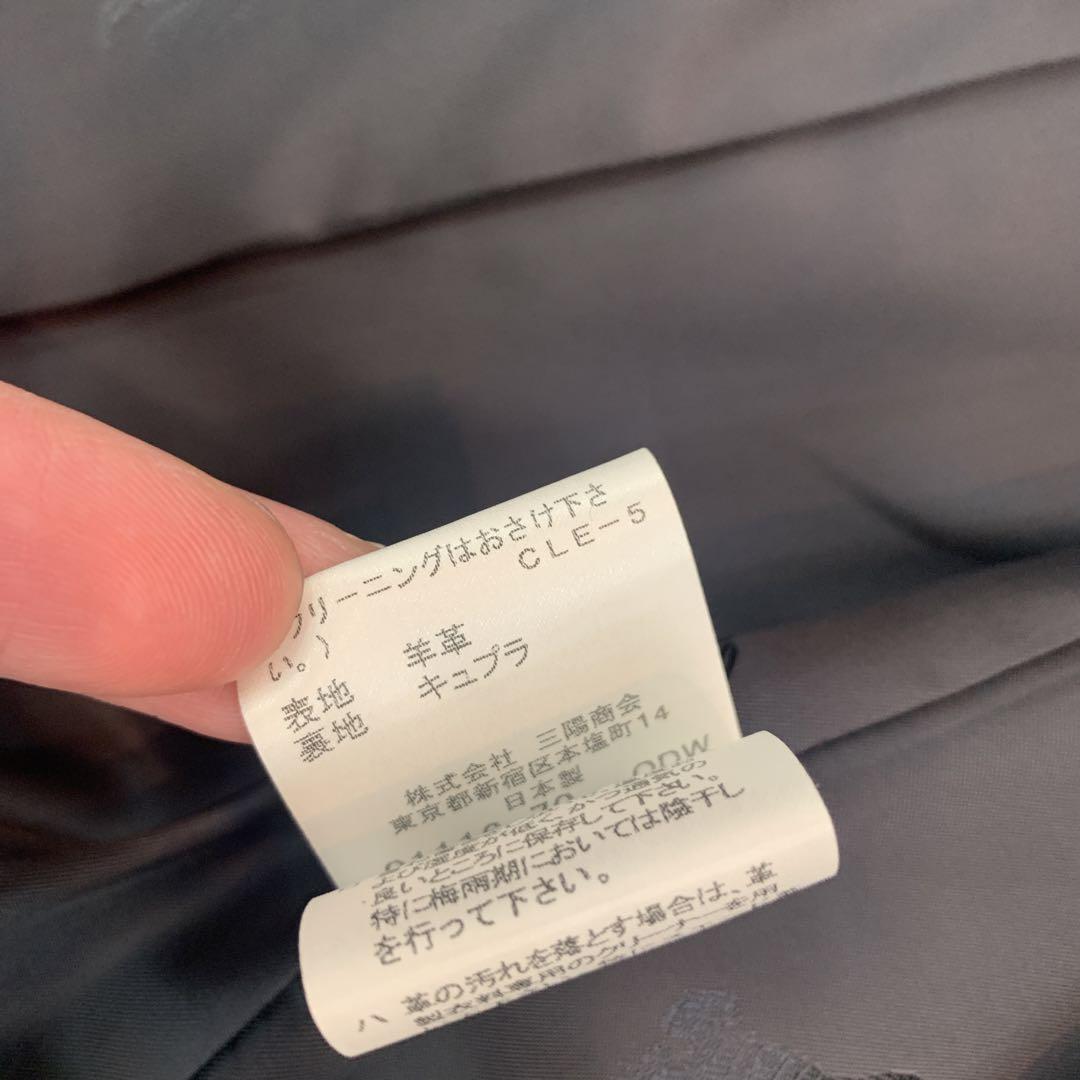 クリーニングはおさけ下さ
い。)
CLE-5
表地 羊革
裏地 キュプラ
株式会社 三陽商会
東京都新宿区本塩町14
日本製
ODW
良いところに保存して下さい。
特に梅雨期においては陰干し
を行って下さい。
ハ 革の汚れを落とす場合は、革